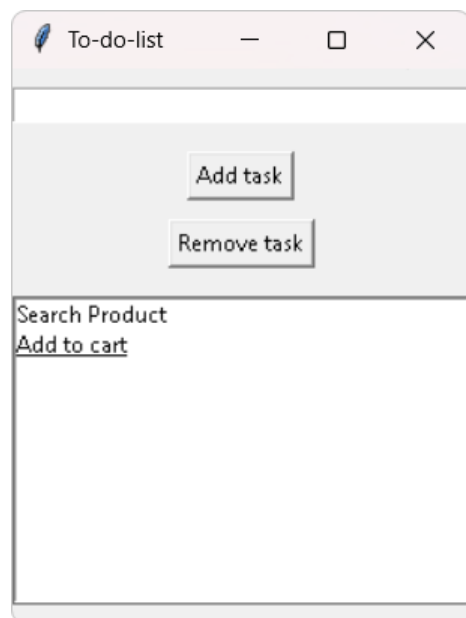 To-do-list
Add task
Remove task
Search Product
Add to cart